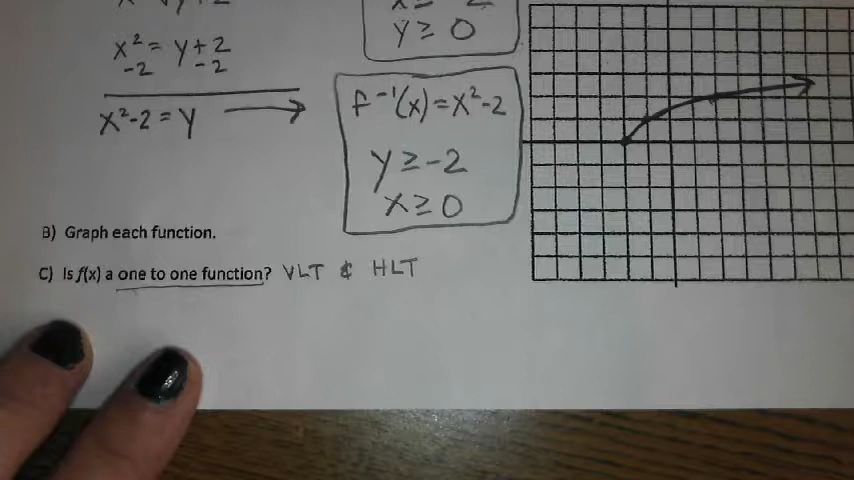 x² = y + 2
-2 -2
x²-2 = y
y ≥ 0
f⁻¹(x) = x²-2
y ≥ -2
x ≥ 0
B) Graph each function.
C) Is f(x) a one to one function? VLT & HLT